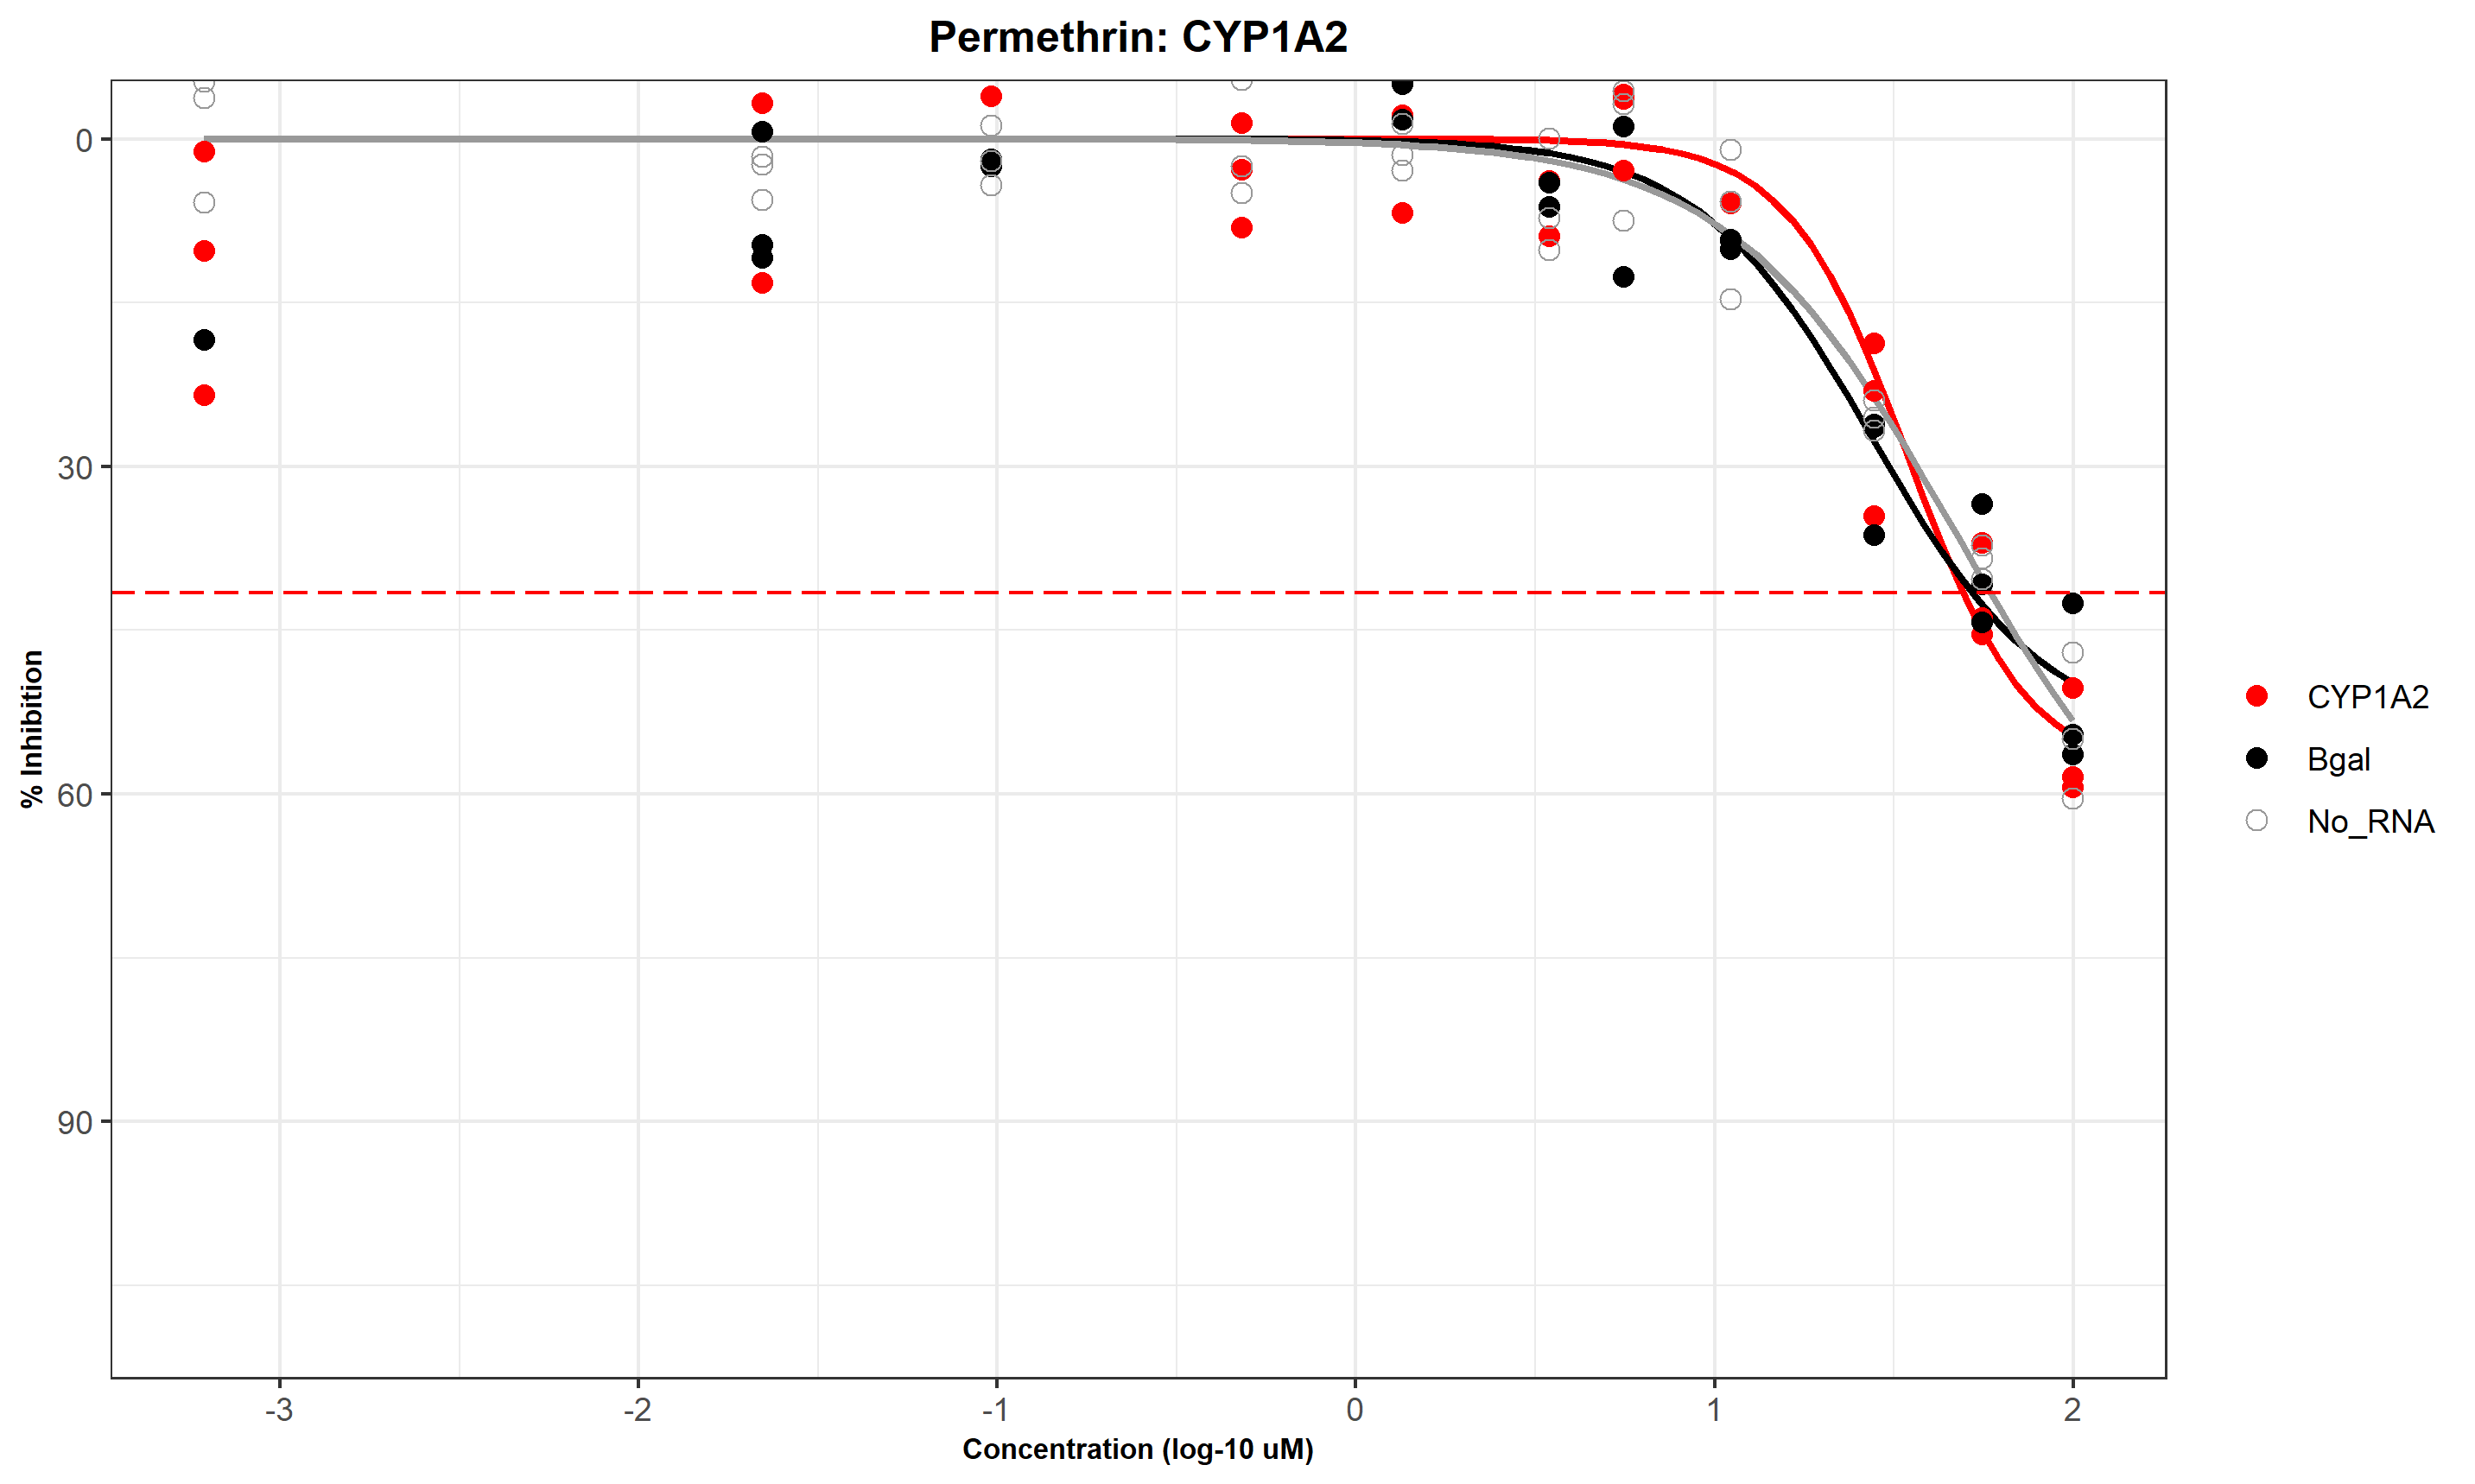 Permethrin: CYP1A2
0
30
60
90
% Inhibition
-3
-2
-1
0
1
2
Concentration (log-10 uM)
CYP1A2
Bgal
No_RNA